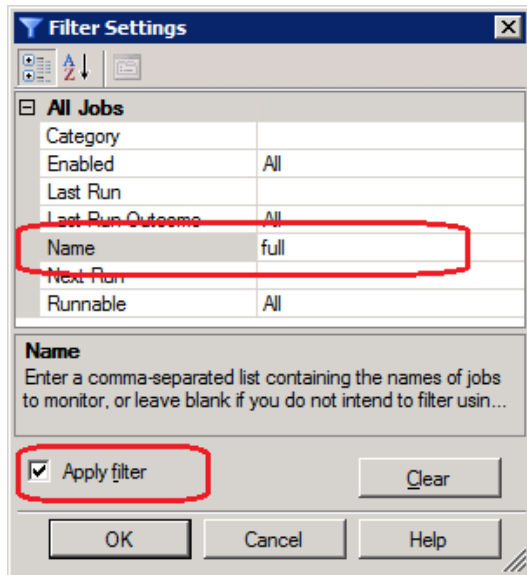 Filter Settings
All Jobs
Category
Enabled All
Last Run
Last Run Outcome All
Name full
Next Run
Runnable All
Name
Enter a comma-separated list containing the names of jobs
to monitor, or leave blank if you do not intend to filter usin...
Apply filter Clear
OK Cancel Help